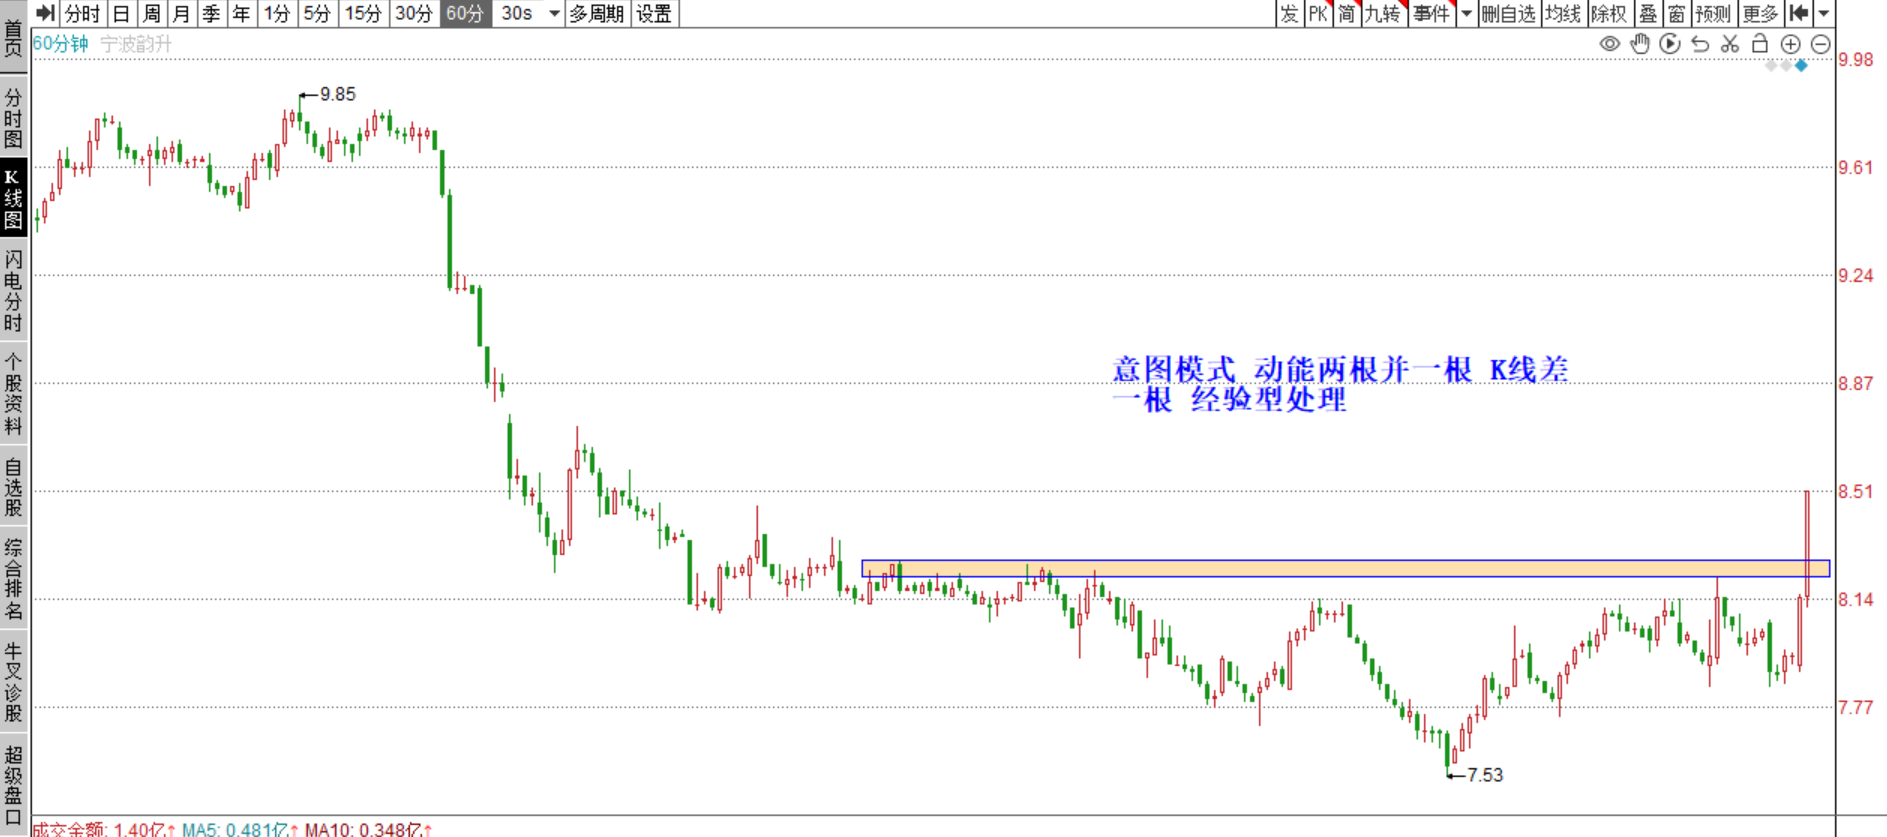 分时 日 周 月 季 年 1分 5分 15分 30分 60分 30s 多周期 设置 发 PK 简 九转 事件 删自选 均线 除权 叠 窗 预测 更多
首页
分时图
K线图
闪电分时
个股资料
自选股
综合排名
牛叉诊股
超级盘口
60分钟 宁波韵升
9.98
9.85
9.61
9.24
意图模式 动能两根并一根 K线差
8.87
一根 经验型处理
8.51
8.14
7.77
7.53
成交金额: 1.40亿↑ MA5: 0.481亿↑ MA10: 0.348亿↑